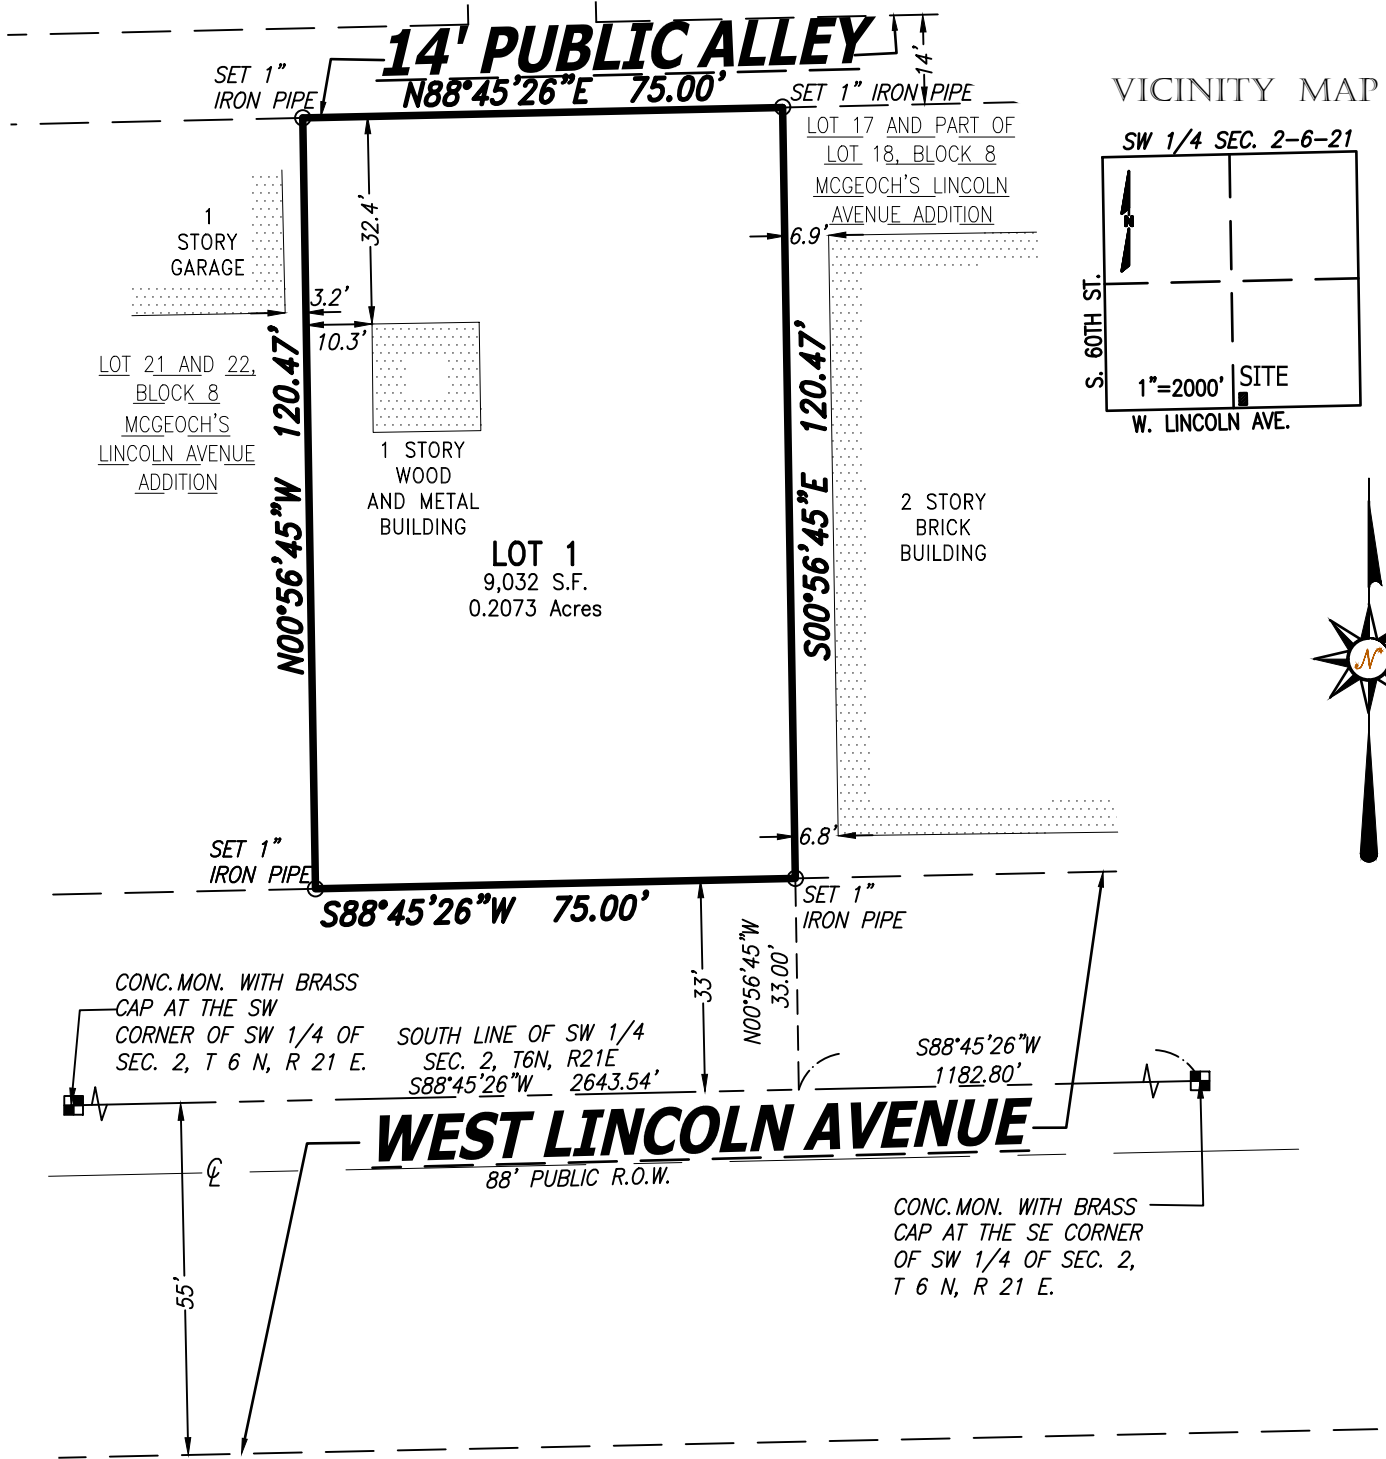 14' PUBLIC ALLEY
N88°45'26"E 75.00'
14'
SET 1"
IRON PIPE
SET 1" IRON PIPE
LOT 17 AND PART OF
LOT 18, BLOCK 8
MCGEOCH'S LINCOLN
AVENUE ADDITION
VICINITY MAP
SW 1/4 SEC. 2-6-21
N
S. 60TH ST.
1"=2000'
SITE
W. LINCOLN AVE.
1
STORY
GARAGE
32.4'
6.9'
3.2'
10.3'
LOT 21 AND 22,
BLOCK 8
MCGEOCH'S
LINCOLN AVENUE
ADDITION
N00°56'45"W 120.47'
S00°56'45"E 120.47'
1 STORY
WOOD
AND METAL
BUILDING
2 STORY
BRICK
BUILDING
LOT 1
9,032 S.F.
0.2073 Acres
N
6.8'
SET 1"
IRON PIPE
S88°45'26"W 75.00'
SET 1"
IRON PIPE
33'
N00°56'45"W
33.00'
CONC.MON. WITH BRASS
CAP AT THE SW
CORNER OF SW 1/4 OF
SEC. 2, T 6 N, R 21 E.
SOUTH LINE OF SW 1/4
SEC. 2, T6N, R21E
S88°45'26"W 2643.54'
S88°45'26"W
1182.80'
WEST LINCOLN AVENUE
88' PUBLIC R.O.W.
CL
55'
CONC.MON. WITH BRASS
CAP AT THE SE CORNER
OF SW 1/4 OF SEC. 2,
T 6 N, R 21 E.